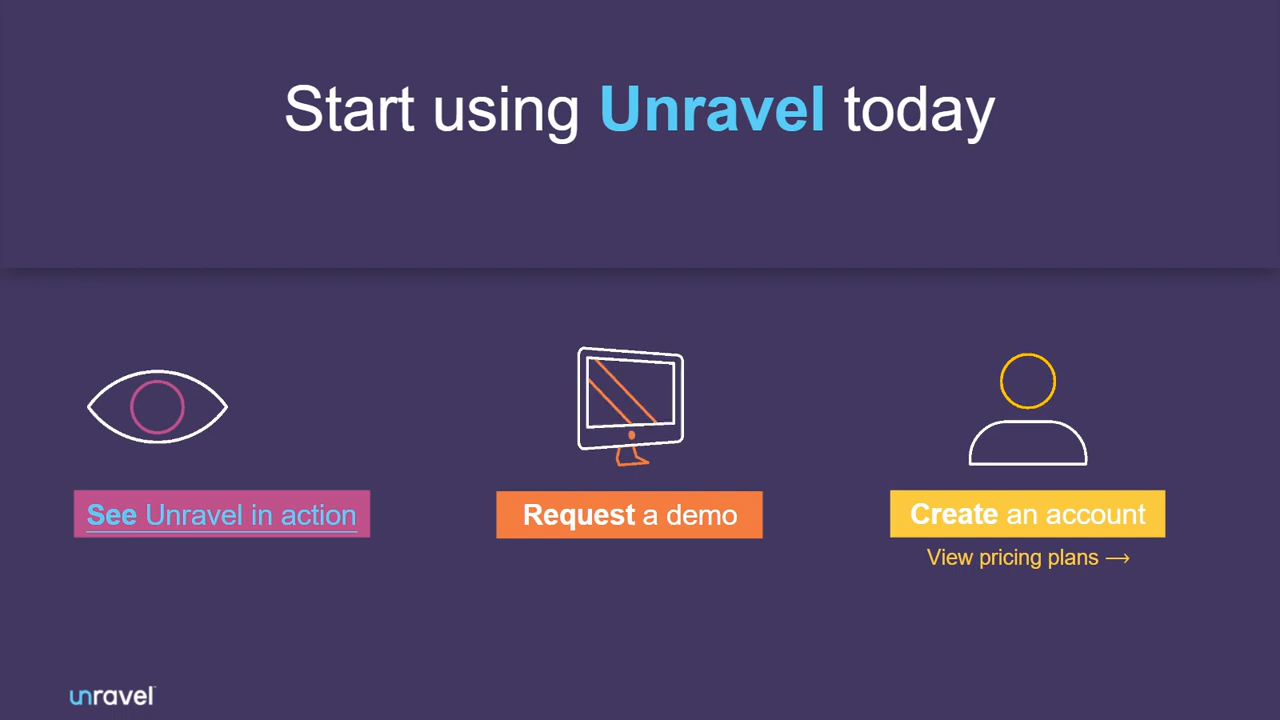 Start using Unravel today
See Unravel in action
Request a demo
Create an account
View pricing plans →
unravel